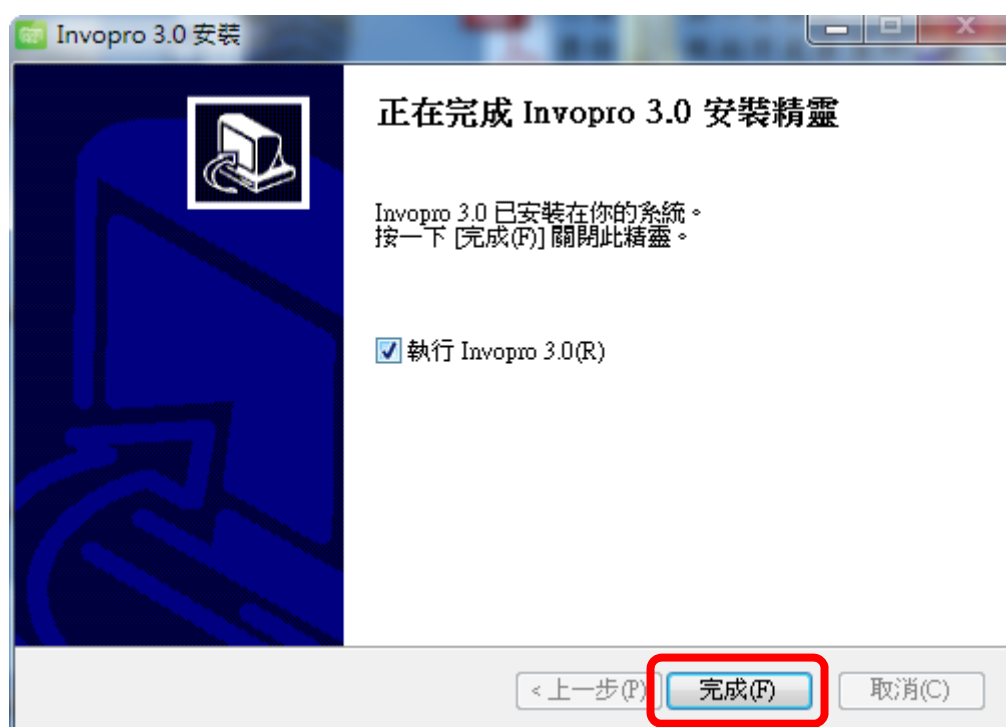 Invopro 3.0 安裝
正在完成 Invopro 3.0 安裝精靈
Invopro 3.0 已安裝在你的系統。
按一下 [完成(F)] 關閉此精靈。
執行 Invopro 3.0(R)
<上一步(P) 完成(F) 取消(C)